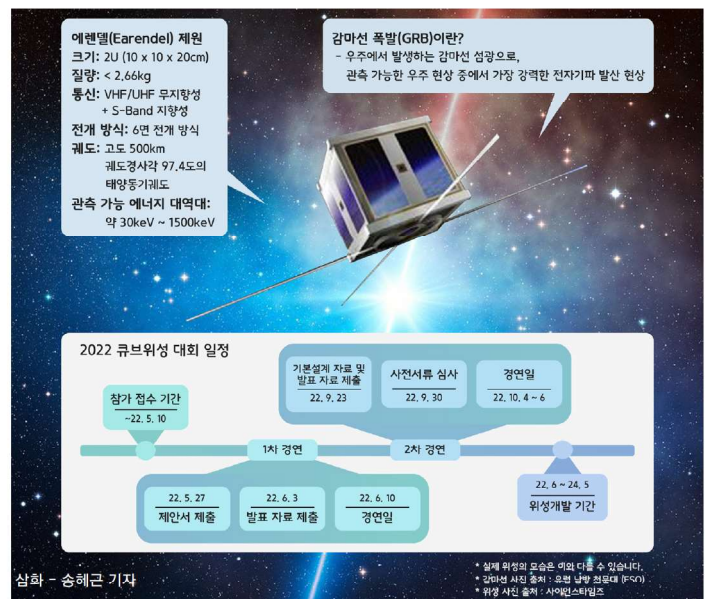 에렌델(Earendel) 제원
크기: 2U (10 x 10 x 20cm)
질량: < 2.66kg
통신: VHF/UHF 무지향성
+ S-Band 지향성
전개 방식: 6면 전개 방식
궤도: 고도 500km
궤도경사각 97.4도의
태양동기궤도
관측 가능 에너지 대역대:
약 30keV ~ 1500keV
감마선 폭발(GRB)이란?
- 우주에서 발생하는 감마선 섬광으로,
관측 가능한 우주 현상 중에서 가장 강력한 전자기파 발산 현상
2022 큐브위성 대회 일정
참가 접수 기간
~22. 5. 10
기본설계 자료 및
발표 자료 제출
22. 9. 23
사전서류 심사
22. 9. 30
경연일
22. 10. 4 ~ 6
1차 경연
2차 경연
22. 5. 27
제안서 제출
22. 6. 3
발표 자료 제출
22. 6. 10
경연일
22. 6 ~ 24. 5
위성개발 기간
삽화 - 송혜근 기자
* 실제 위성의 모습은 이와 다를 수 있습니다.
* 감마선 사진 출처 : 유럽 남방 천문대 (ESO)
* 위성 사진 출처 : 사이언스타임즈